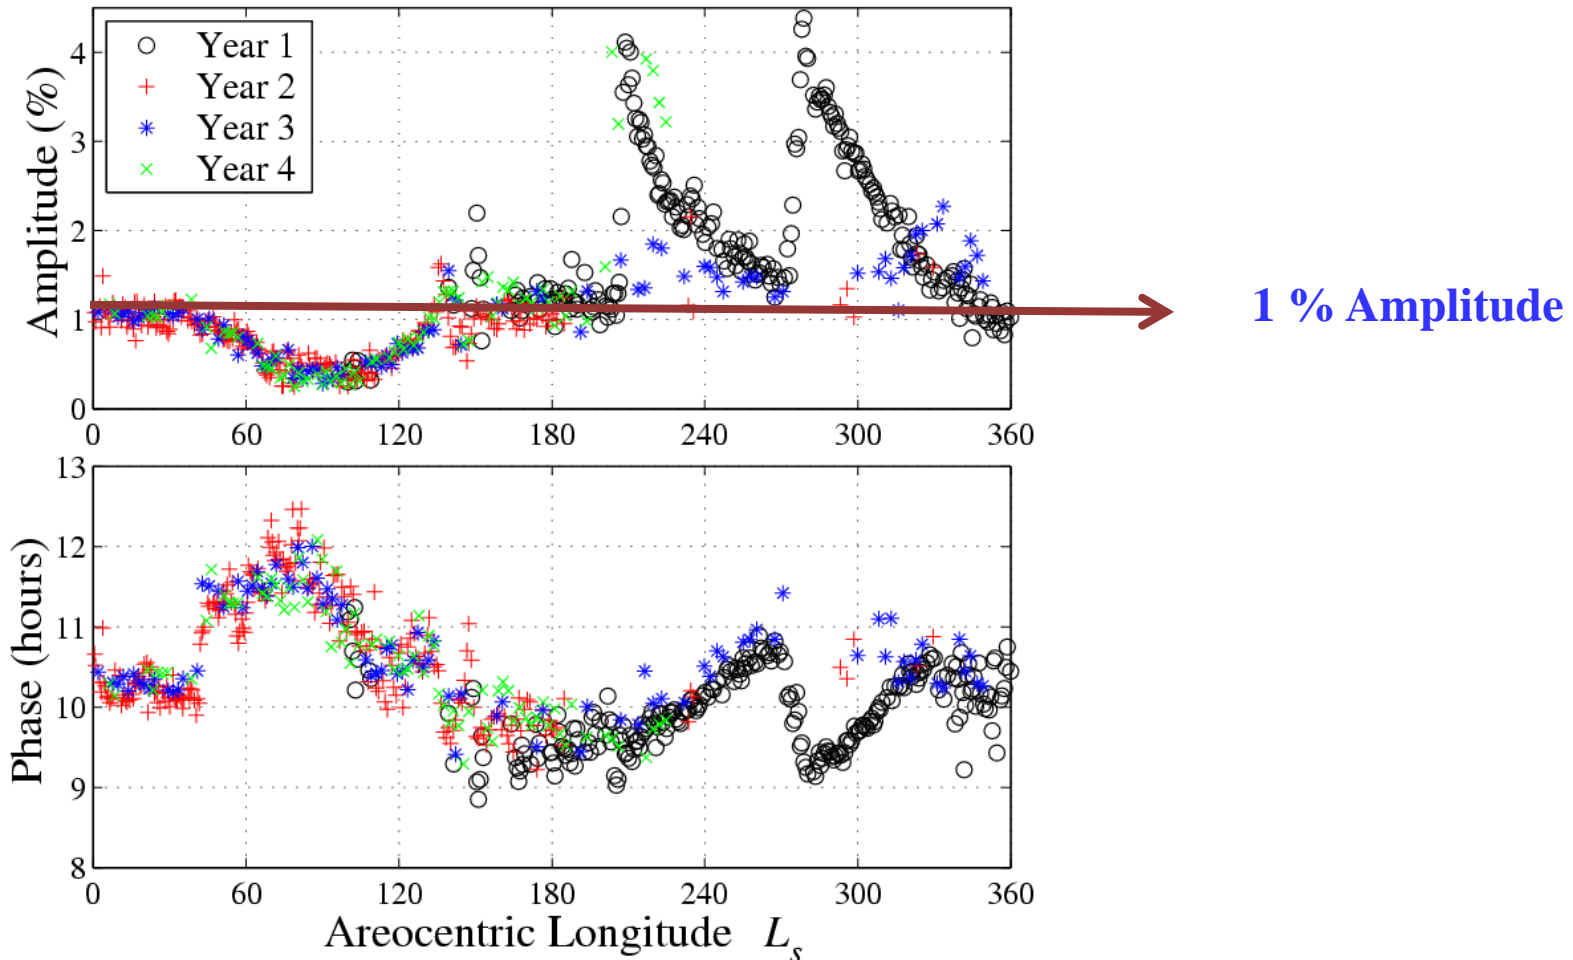 Year 1
Year 2
Year 3
Year 4
Amplitude (%)
4
3
2
1
0
0 60 120 180 240 300 360
1 % Amplitude
Phase (hours)
13
12
11
10
9
8
0 60 120 180 240 300 360
Areocentric Longitude Ls